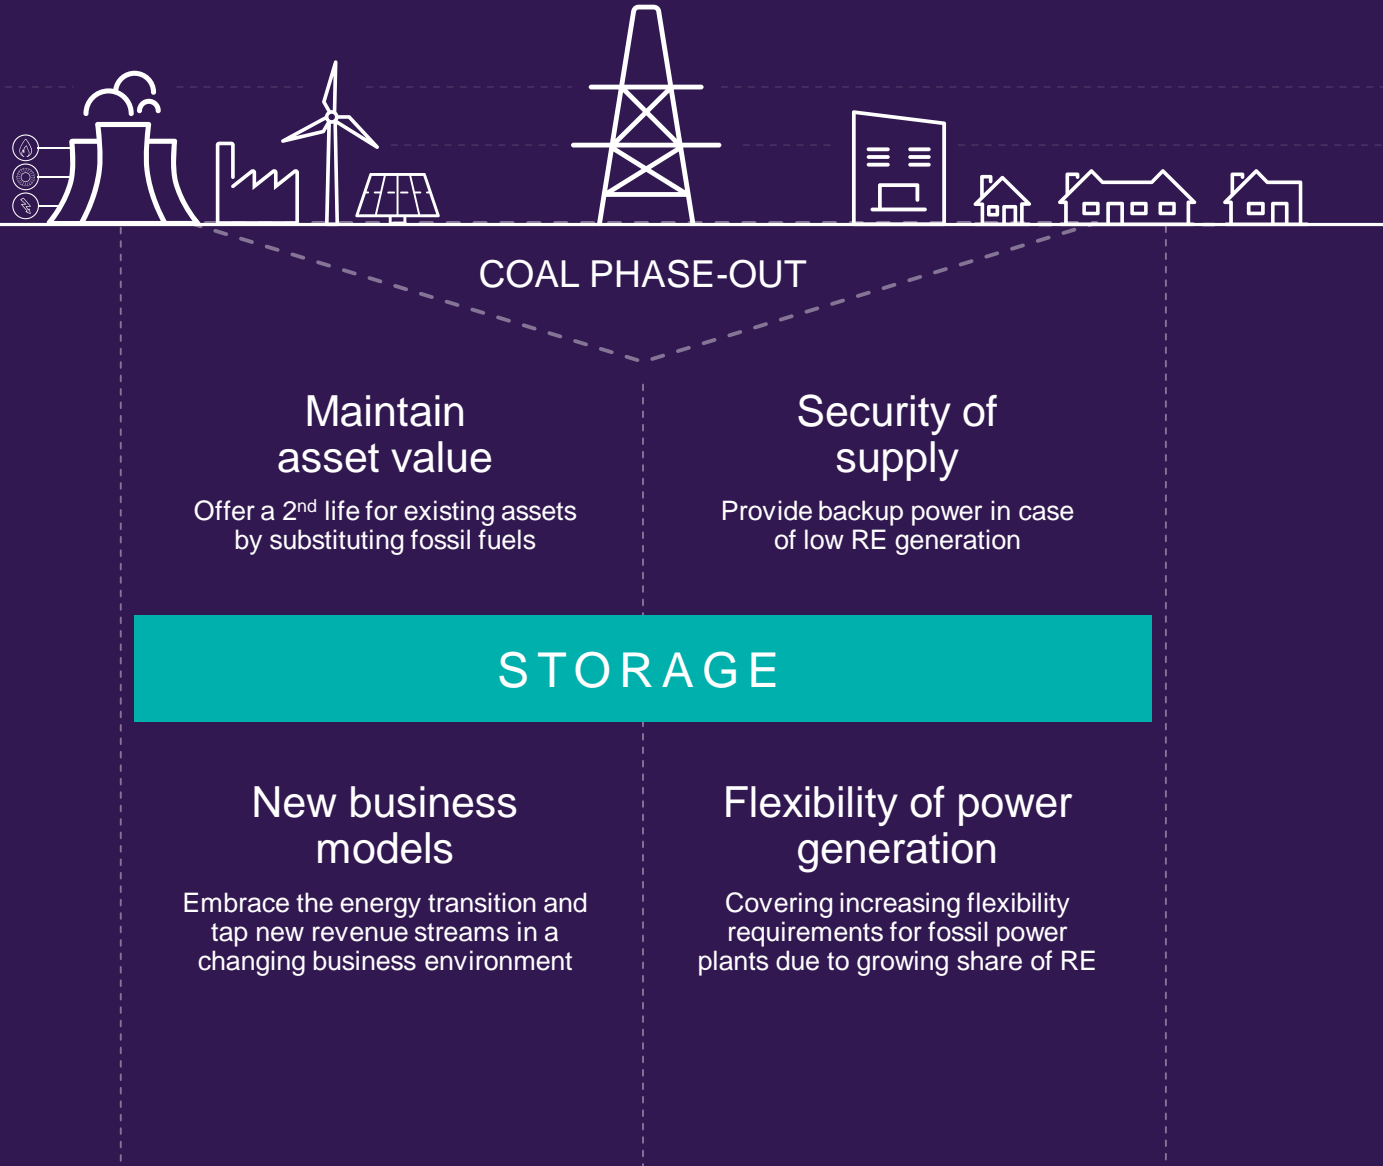 COAL PHASE-OUT
Maintain
asset value
Offer a 2nd life for existing assets
by substituting fossil fuels
Security of
supply
Provide backup power in case
of low RE generation
STORAGE
New business
models
Embrace the energy transition and
tap new revenue streams in a
changing business environment
Flexibility of power
generation
Covering increasing flexibility
requirements for fossil power
plants due to growing share of RE